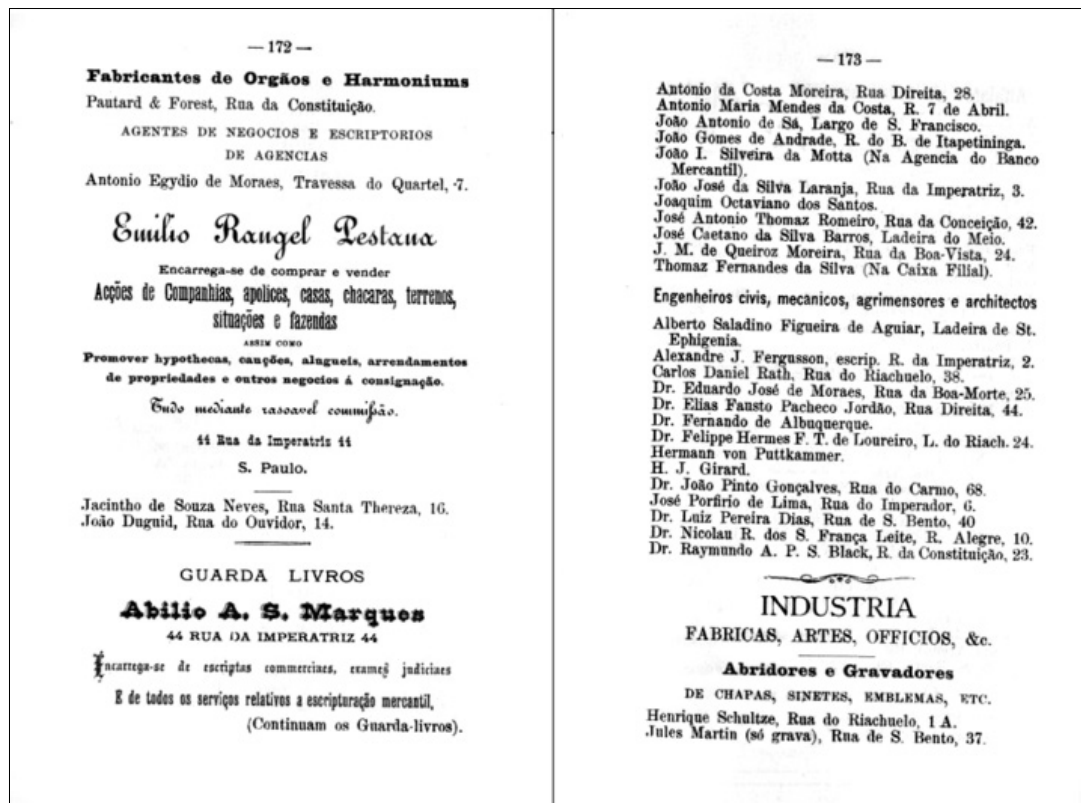 — 172 —
Fabricantes de Orgãos e Harmoniums
Pautard & Forest, Rua da Constituição.
AGENTES DE NEGOCIOS E ESCRIPTORIOS
DE AGENCIAS
Antonio Egydio de Moraes, Travessa do Quartel, 7.
Emilio Rangel Pestana
Encarrega-se de comprar e vender
Acções de Companhias, apolices, casas, chacaras, terrenos,
situações e fazendas
ASSIM COMO
Promover hypothecas, cauções, alugueis, arrendamentos
de propriedades e outros negocios á consignação.
Tudo mediante rasoavel commissão.
44 Rua da Imperatriz 44
S. Paulo.
Jacintho de Souza Neves, Rua Santa Thereza, 16.
João Duguid, Rua do Ouvidor, 14.
GUARDA LIVROS
Abilio A. S. Marques
44 RUA DA IMPERATRIZ 44
Encarrega-se de escriptas commerciaes, exames judiciaes
E de todos os serviços relativos a escripturação mercantil,
(Continuam os Guarda-livros).
— 173 —
Antonio da Costa Moreira, Rua Direita, 28.
Antonio Maria Mendes da Costa, R. 7 de Abril.
João Antonio de Sá, Largo de S. Francisco.
João Gomes de Andrade, R. do B. de Itapetininga.
João I. Silveira da Motta (Na Agencia do Banco
Mercantil).
João José da Silva Laranja, Rua da Imperatriz, 3.
Joaquim Octaviano dos Santos.
José Antonio Thomaz Romeiro, Rua da Conceição, 42.
José Caetano da Silva Barros, Ladeira do Meio.
J. M. de Queiroz Moreira, Rua da Boa-Vista, 24.
Thomaz Fernandes da Silva (Na Caixa Filial).
Engenheiros civis, mecanicos, agrimensores e architectos
Alberto Saladino Figueira de Aguiar, Ladeira de St.
Ephigenia.
Alexandre J. Fergusson, escrip. R. da Imperatriz, 2.
Carlos Daniel Rath, Rua do Riachuelo, 38.
Dr. Eduardo José de Moraes, Rua da Boa-Morte, 25.
Dr. Elias Fausto Pacheco Jordão, Rua Direita, 44.
Dr. Fernando de Albuquerque.
Dr. Felippe Hermes F. T. de Loureiro, L. do Riach. 24.
Hermann von Puttkammer.
H. J. Girard.
Dr. João Pinto Gonçalves, Rua do Carmo, 68.
José Porfirio de Lima, Rua do Imperador, 6.
Dr. Luiz Pereira Dias, Rua de S. Bento, 40
Dr. Nicolau R. dos S. França Leite, R. Alegre, 10.
Dr. Raymundo A. P. S. Black, R. da Constituição, 23.
INDUSTRIA
FABRICAS, ARTES, OFFICIOS, &c.
Abridores e Gravadores
DE CHAPAS, SINETES, EMBLEMAS, ETC.
Henrique Schultze, Rua do Riachuelo, 1 A.
Jules Martin (só grava), Rua de S. Bento, 37.